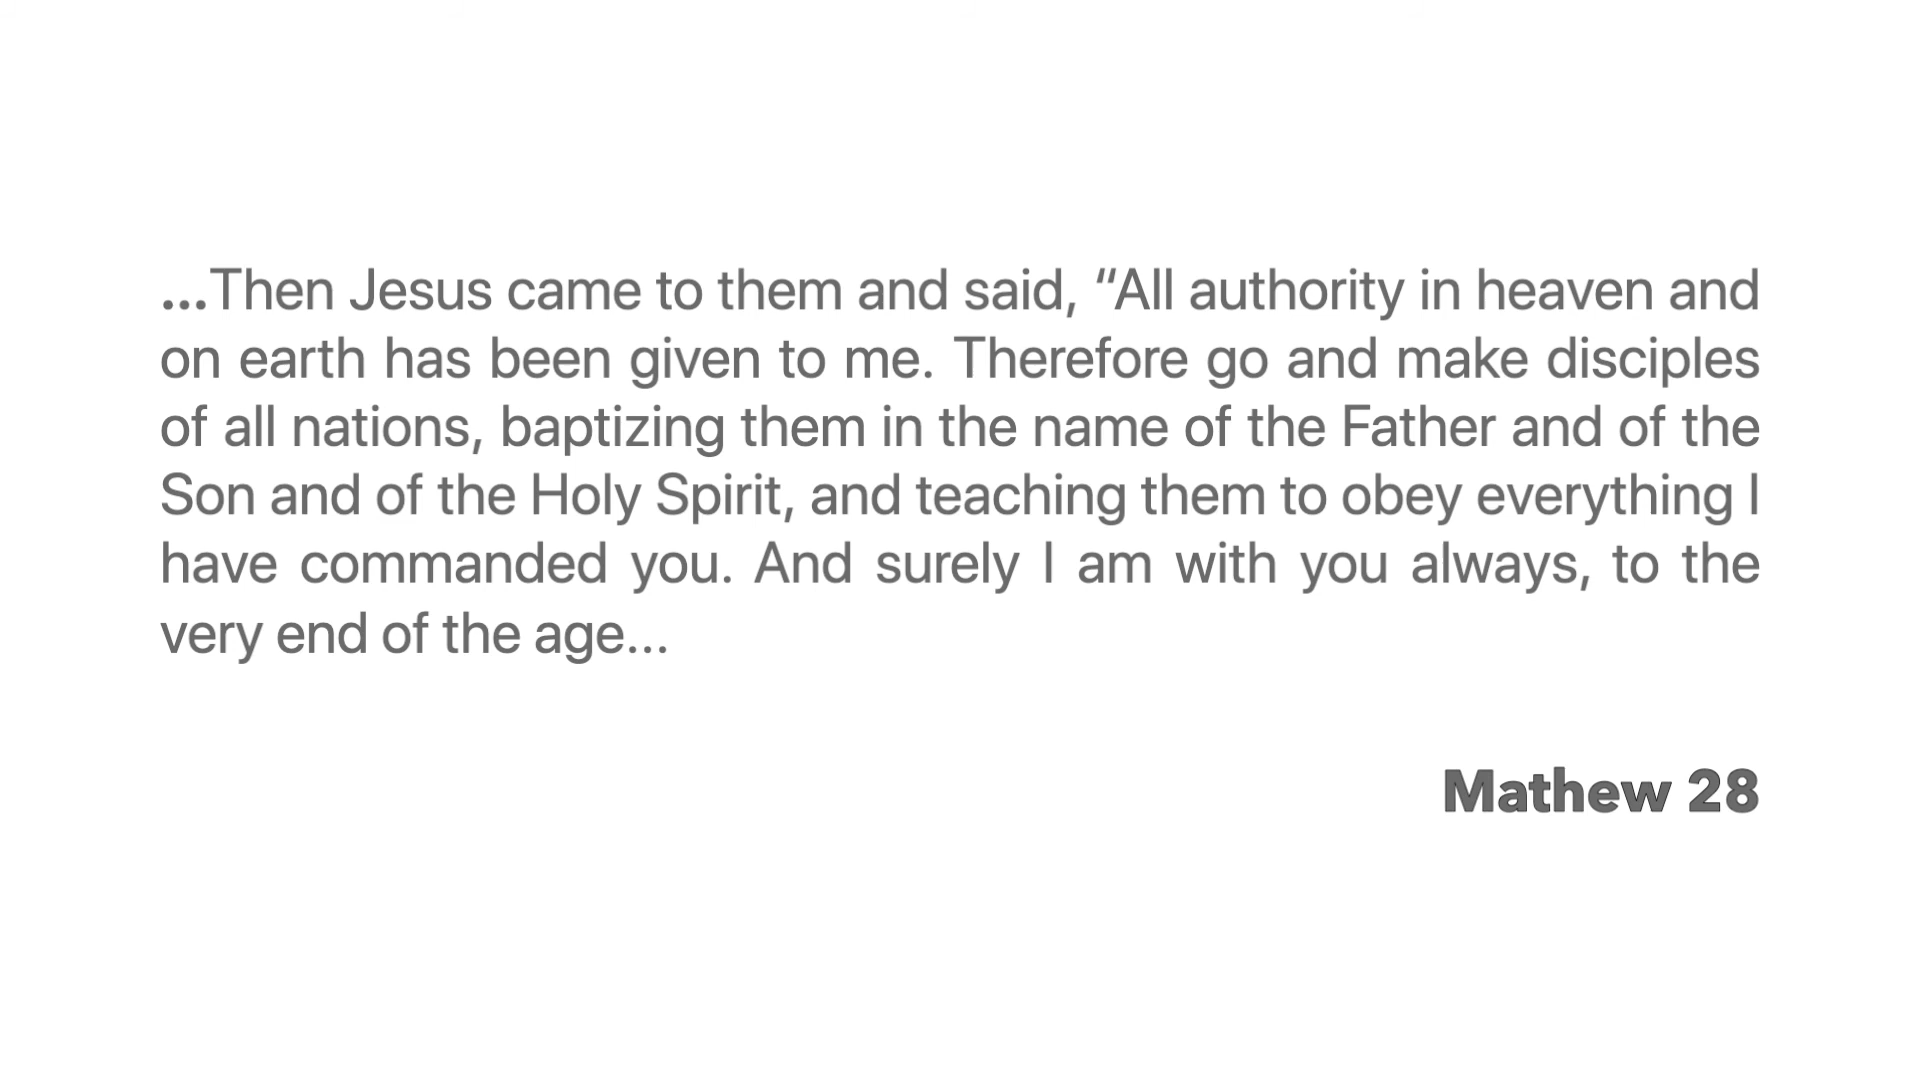 ...Then Jesus came to them and said, “All authority in heaven and
on earth has been given to me. Therefore go and make disciples
of all nations, baptizing them in the name of the Father and of the
Son and of the Holy Spirit, and teaching them to obey everything I
have commanded you. And surely I am with you always, to the
very end of the age...
Mathew 28